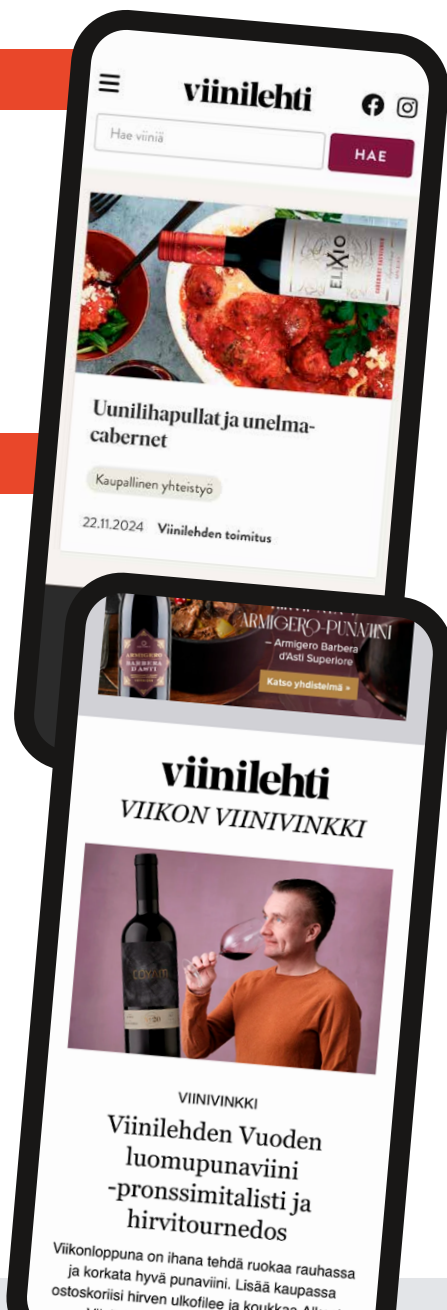 viinilehti
Hae viiniä
HAE
ELIXIO
Uunilihapullat ja unelma-
cabernet
Kaupallinen yhteistyö
22.11.2024 Viinilehden toimitus
ARMIGERO-PUNAVIINI
– Armigero Barbera
d'Asti Superiore
Katso yhdistelmä »
ARMIGERO
BARBERA
D'ASTI
viinilehti
VIIKON VIINIVINKKI
COYAM
VIINIVINKKI
Viinilehden Vuoden
luomupunaviini
-pronssimitalisti ja
hirvitournedos
Viikonloppuna on ihana tehdä ruokaa rauhassa
ja korkata hyvä punaviini. Lisää kaupassa
ostoskoriisi hirven ulkofilee ja koukkaa